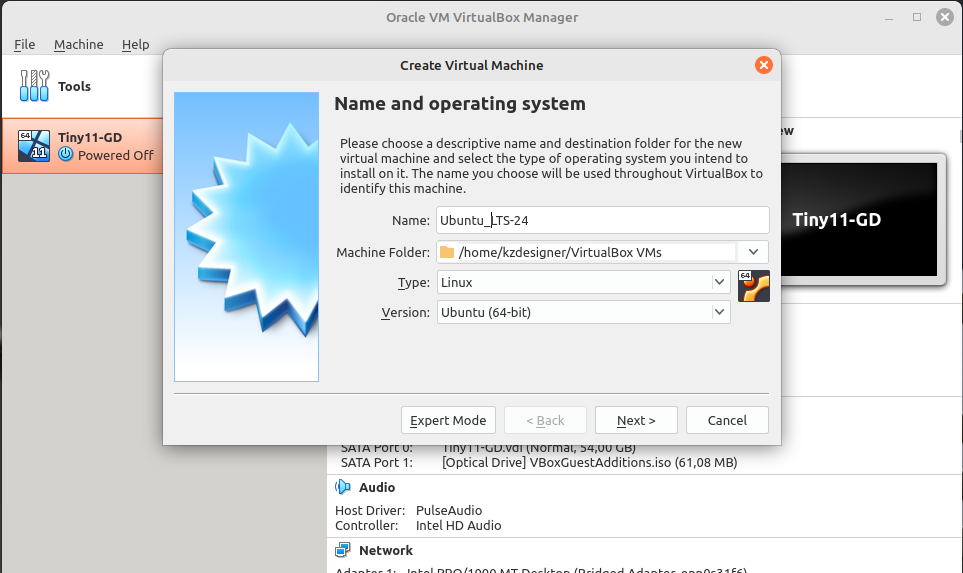 Oracle VM VirtualBox Manager
File Machine Help
Tools
64
11
Tiny11-GD
Powered Off
Create Virtual Machine
Name and operating system
Please choose a descriptive name and destination folder for the new
virtual machine and select the type of operating system you intend to
install on it. The name you choose will be used throughout VirtualBox to
identify this machine.
Name: Ubuntu_LTS-24
Machine Folder: /home/kzdesigner/VirtualBox VMs
Type: Linux
64
Version: Ubuntu (64-bit)
Expert Mode < Back Next > Cancel
ew
Tiny11-GD
SATA Port 0: Tiny11-GD.vdi (Normal, 54,00 GB)
SATA Port 1: [Optical Drive] VBoxGuestAdditions.iso (61,08 MB)
Audio
Host Driver: PulseAudio
Controller: Intel HD Audio
Network
Adapter 1: Intel PRO/1000 MT Desktop (Bridged Adapter, enp0s31f6)